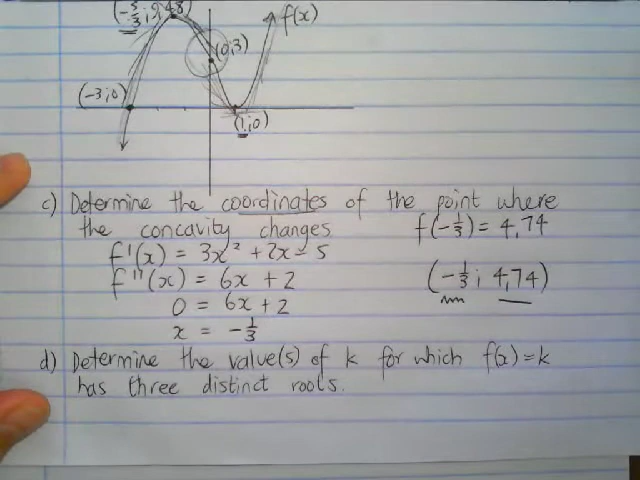 (-5/3; 9,48)
f(x)
(0,3)
(-3;0)
(1;0)
c) Determine the coordinates of the point where
the concavity changes
f(-1/3) = 4,74
f'(x) = 3x² + 2x - 5
f''(x) = 6x + 2
(-1/3; 4,74)
0 = 6x + 2
x = -1/3
d) Determine the value(s) of k for which f(x)=k
has three distinct roots.